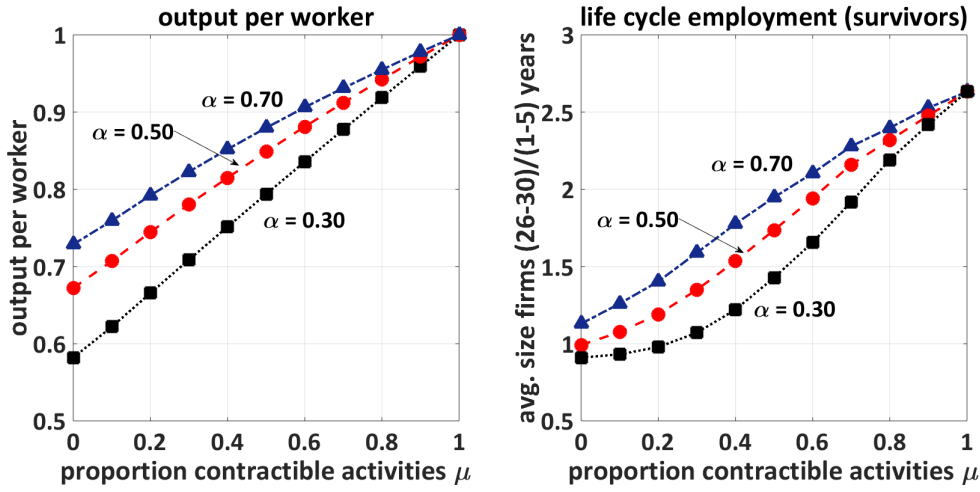 output per worker
output per worker
1
0.9
0.8
0.7
0.6
0.5
α = 0.70
α = 0.50
α = 0.30
0 0.2 0.4 0.6 0.8 1
proportion contractible activities μ
life cycle employment (survivors)
avg. size firms (26-30)/(1-5) years
3
2.5
2
1.5
1
0.5
α = 0.70
α = 0.50
α = 0.30
0 0.2 0.4 0.6 0.8 1
proportion contractible activities μ